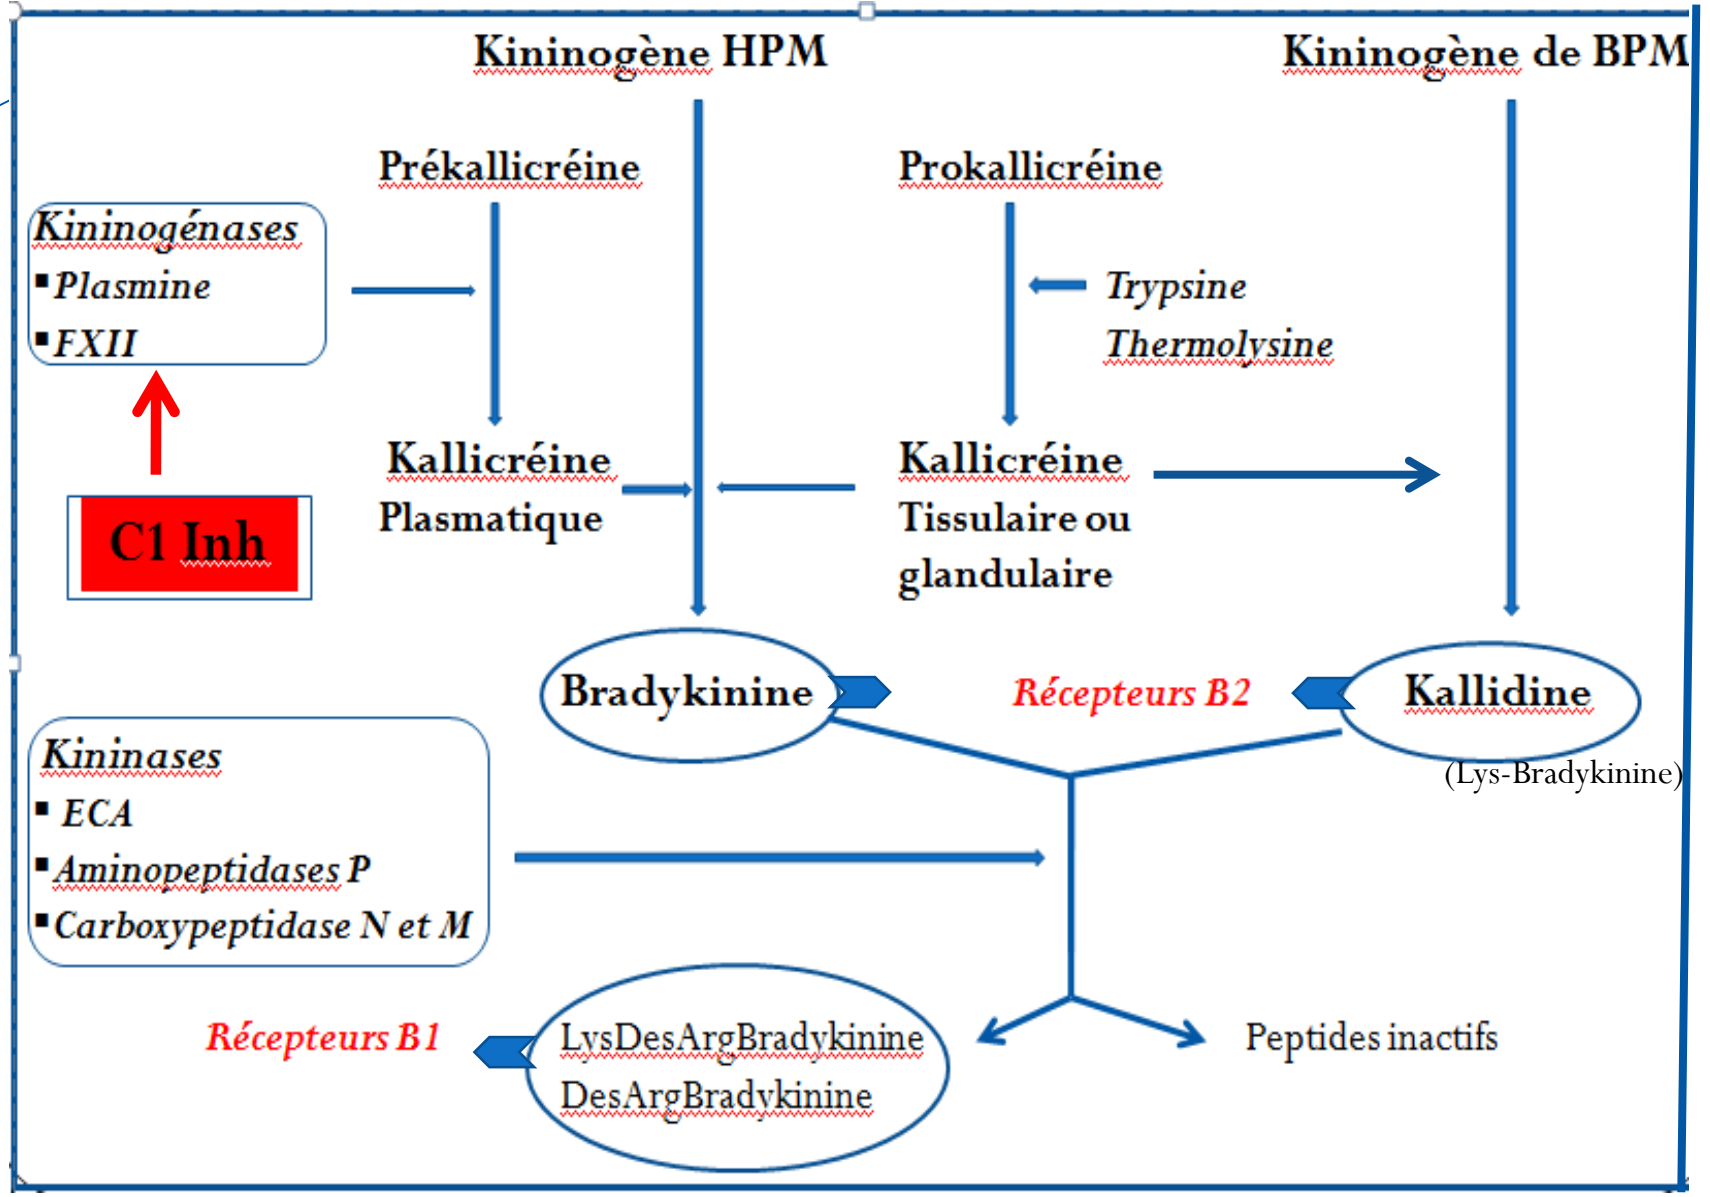 Kininogène HPM
Kininogène de BPM
Prékallicréine
Prokallicréine
Kininogénases
▪Plasmine
▪FXII
Trypsine
Thermolysine
C1 Inh
Kallicréine
Plasmatique
Kallicréine
Tissulaire ou
glandulaire
Bradykinine
Récepteurs B2
Kallidine
(Lys-Bradykinine)
Kininases
▪ ECA
▪Aminopeptidases P
▪Carboxypeptidase N et M
Récepteurs B1
LysDesArgBradykinine
DesArgBradykinine
Peptides inactifs